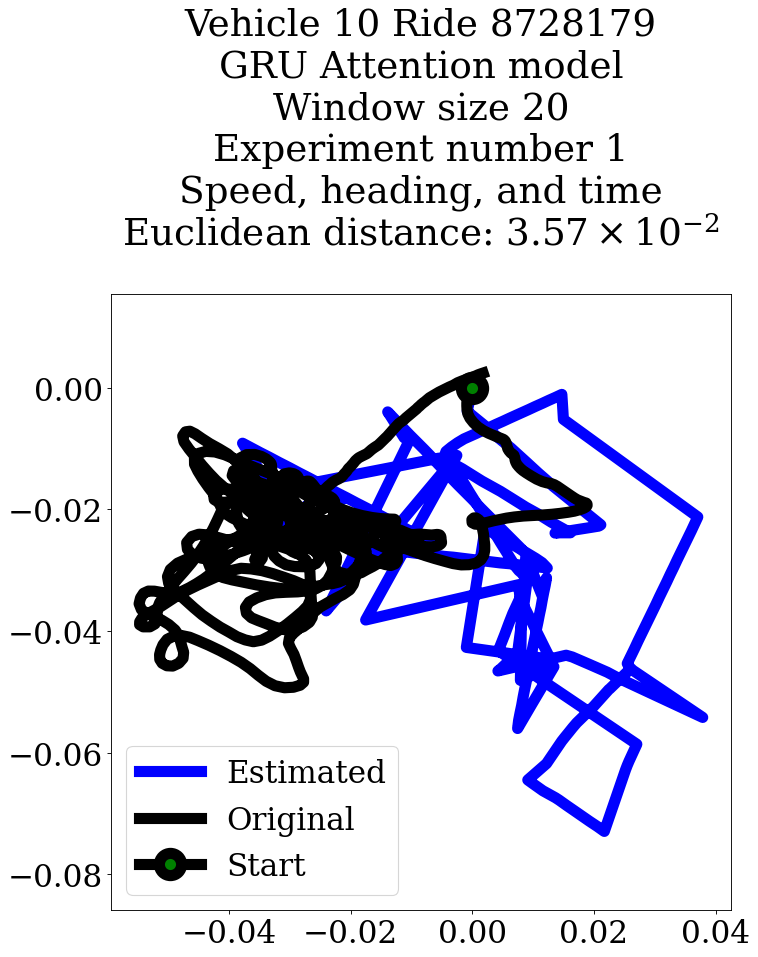 Vehicle 10 Ride 8728179
GRU Attention model
Window size 20
Experiment number 1
Speed, heading, and time
Euclidean distance: 3.57 × 10⁻²
0.00
−0.02
−0.04
−0.06
−0.08
Estimated
Original
Start
−0.04 −0.02 0.00 0.02 0.04